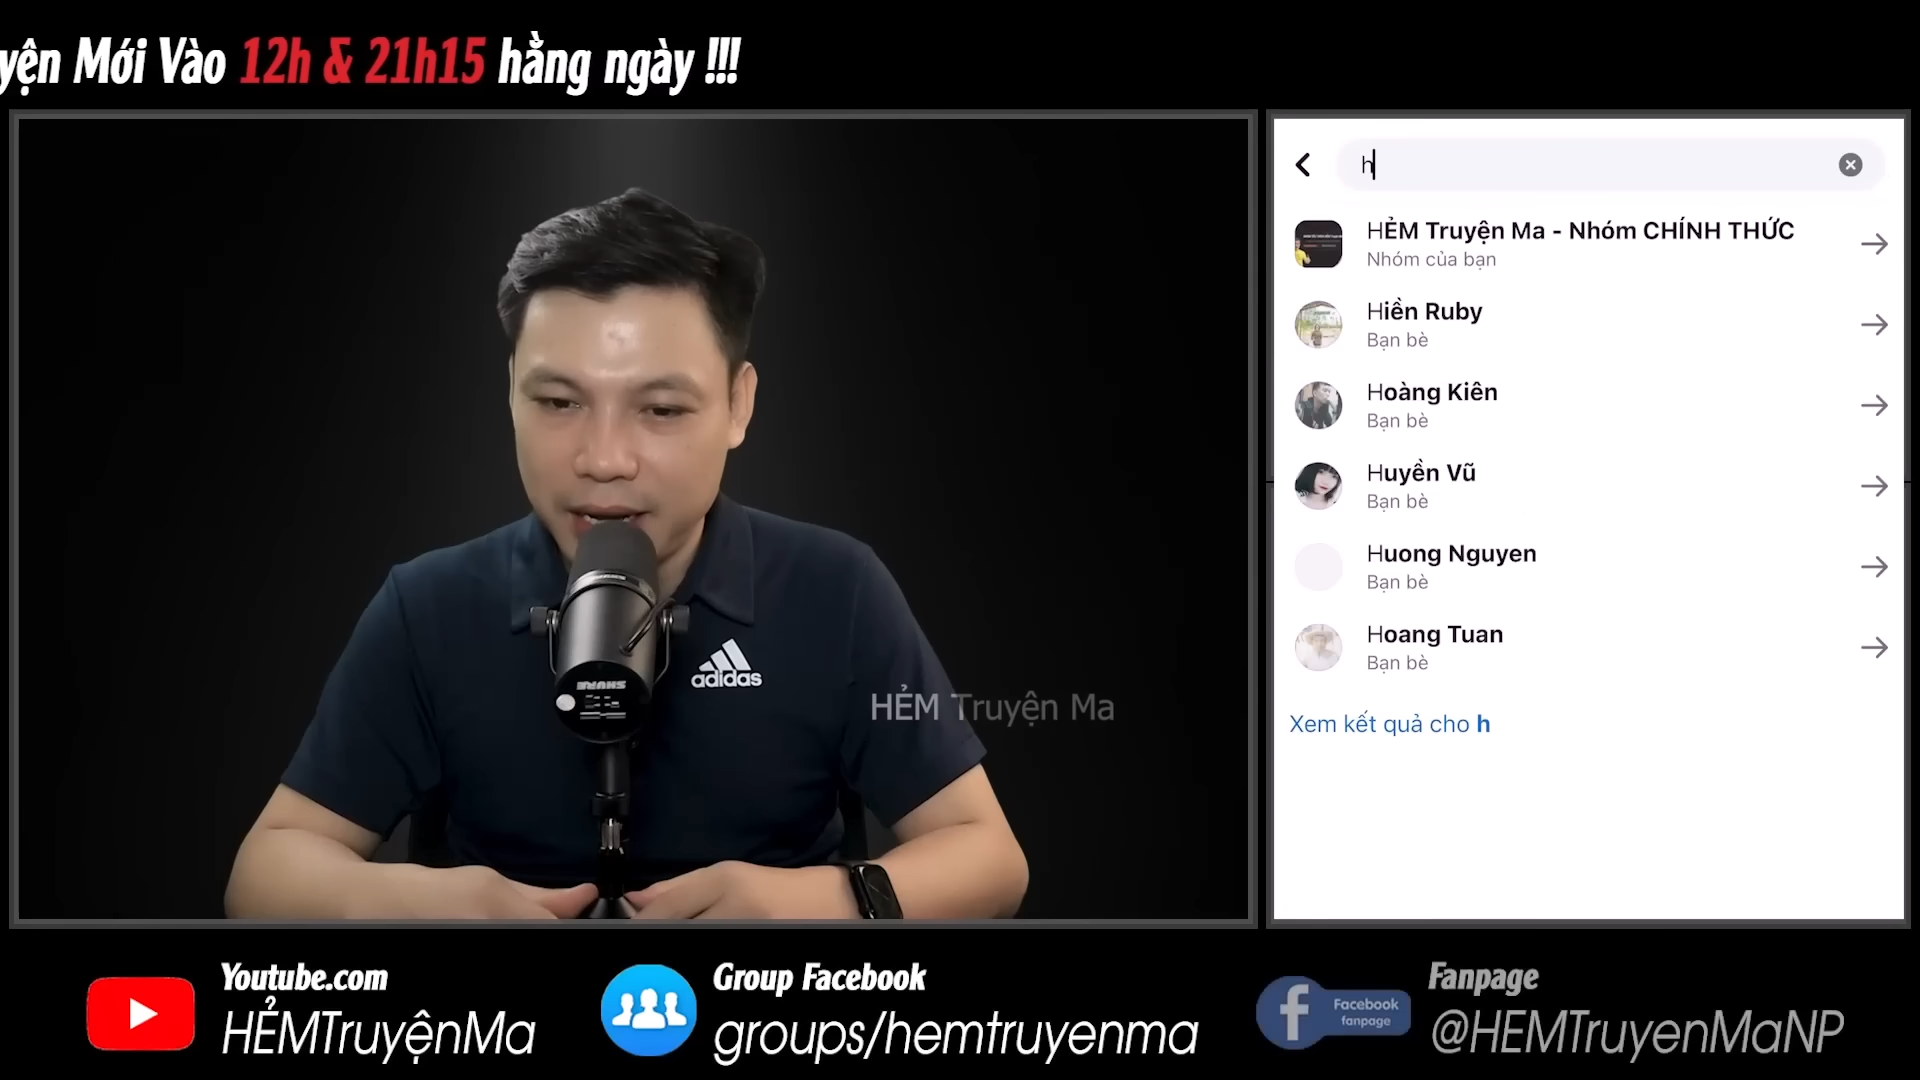 yện Mới Vào 12h & 21h15 hằng ngày !!!
h
HẺM Truyện Ma - Nhóm CHÍNH THỨC
Nhóm của bạn
Hiền Ruby
Bạn bè
Hoàng Kiên
Bạn bè
Huyền Vũ
Bạn bè
Huong Nguyen
Bạn bè
Hoang Tuan
Bạn bè
Xem kết quả cho h
adidas
SHURE
HẺM Truyện Ma
Youtube.com
HẺMTruyệnMa
Group Facebook
groups/hemtruyenma
Facebook
fanpage
Fanpage
@HEMTruyenMaNP